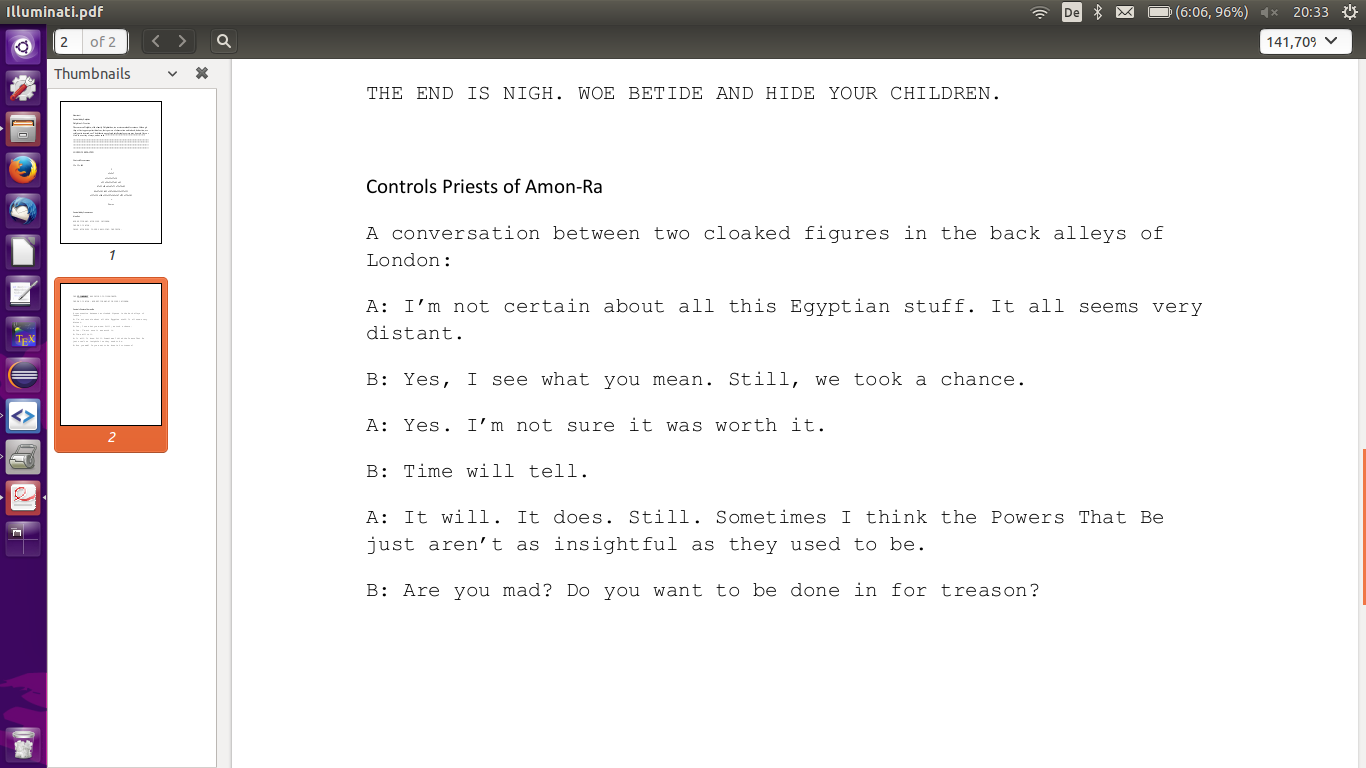 Illuminati.pdf
De
(6:06, 96%)
20:33
2 of 2
141,70%
Thumbnails
1
2
THE END IS NIGH. WOE BETIDE AND HIDE YOUR CHILDREN.
Controls Priests of Amon-Ra
A conversation between two cloaked figures in the back alleys of
London:
A: I’m not certain about all this Egyptian stuff. It all seems very
distant.
B: Yes, I see what you mean. Still, we took a chance.
A: Yes. I’m not sure it was worth it.
B: Time will tell.
A: It will. It does. Still. Sometimes I think the Powers That Be
just aren’t as insightful as they used to be.
B: Are you mad? Do you want to be done in for treason?